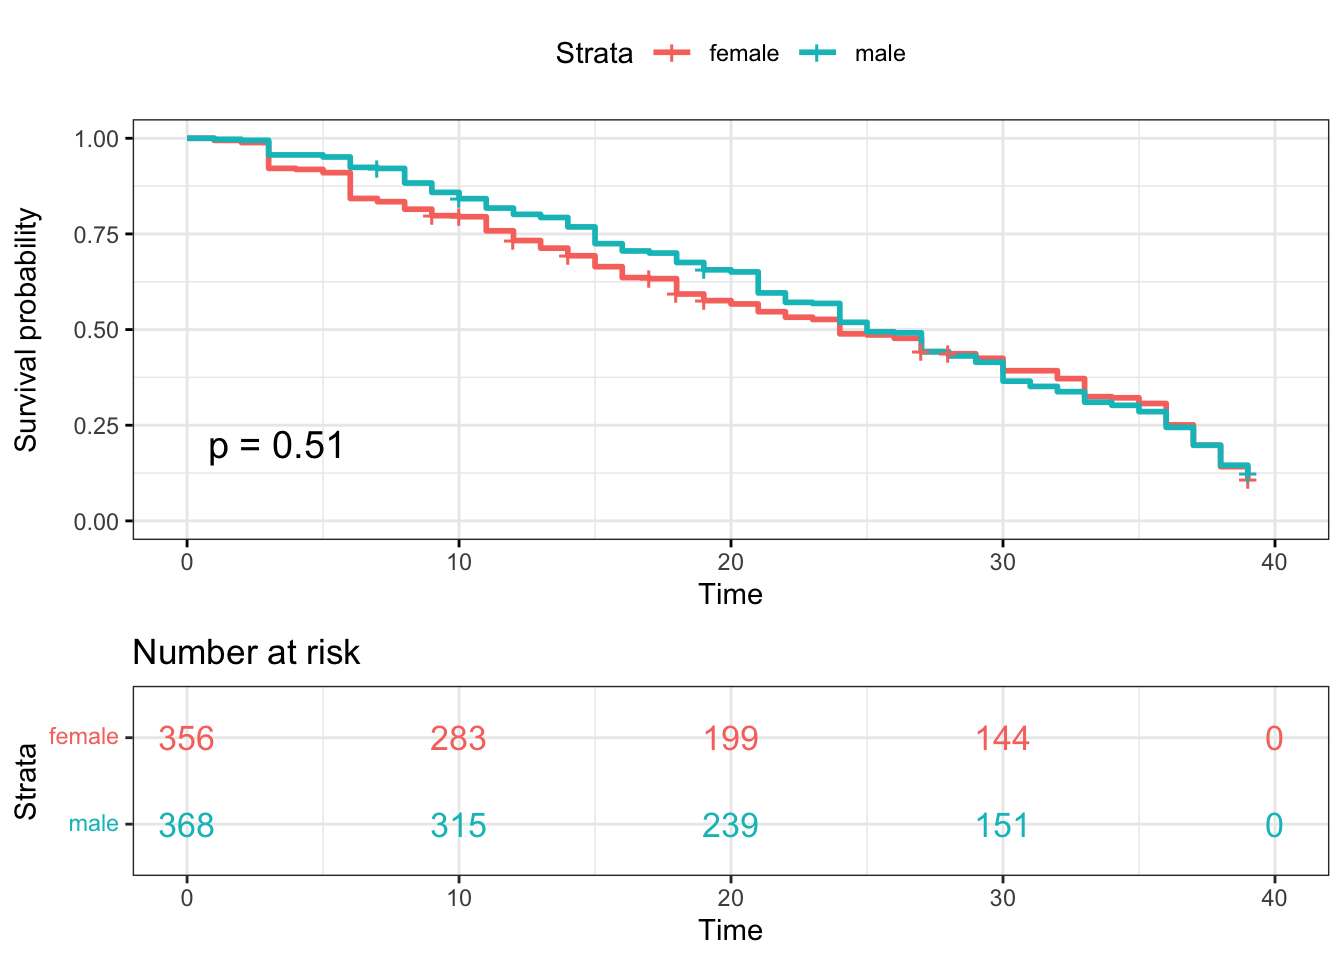 Strata female male
1.00
0.75
0.50
0.25
0.00
Survival probability
p = 0.51
0 10 20 30 40
Time
Number at risk
Strata
female 356 283 199 144 0
male 368 315 239 151 0
0 10 20 30 40
Time